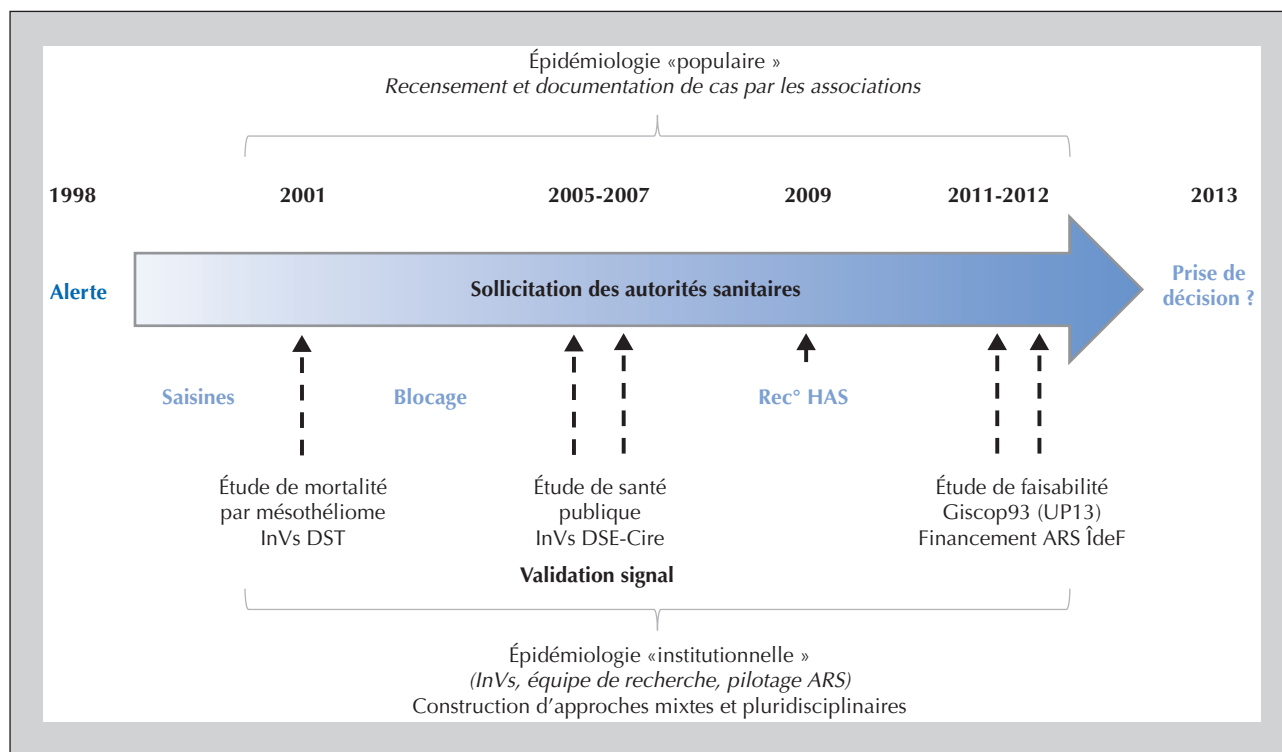 Épidémiologie «populaire »
Recensement et documentation de cas par les associations
1998
2001
2005-2007
2009
2011-2012
2013
Alerte
Sollicitation des autorités sanitaires
Prise de
décision ?
Saisines
Blocage
Rec° HAS
Étude de mortalité
par mésothéliome
InVs DST
Étude de santé
publique
InVs DSE-Cire
Validation signal
Étude de faisabilité
Giscop93 (UP13)
Financement ARS ÎdeF
Épidémiologie «institutionnelle »
(InVs, équipe de recherche, pilotage ARS)
Construction d’approches mixtes et pluridisciplinaires